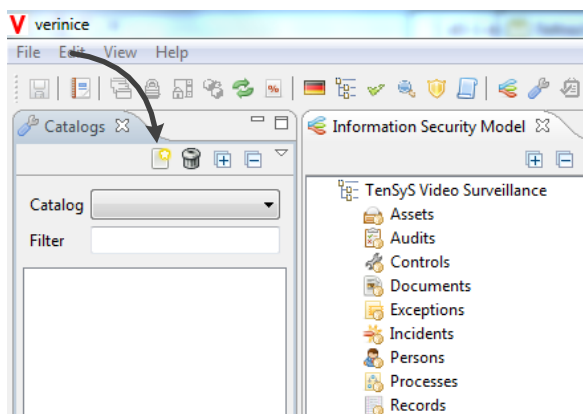 verinice
File Edit View Help
Catalogs
Information Security Model
Catalog
Filter
TenSyS Video Surveillance
Assets
Audits
Controls
Documents
Exceptions
Incidents
Persons
Processes
Records